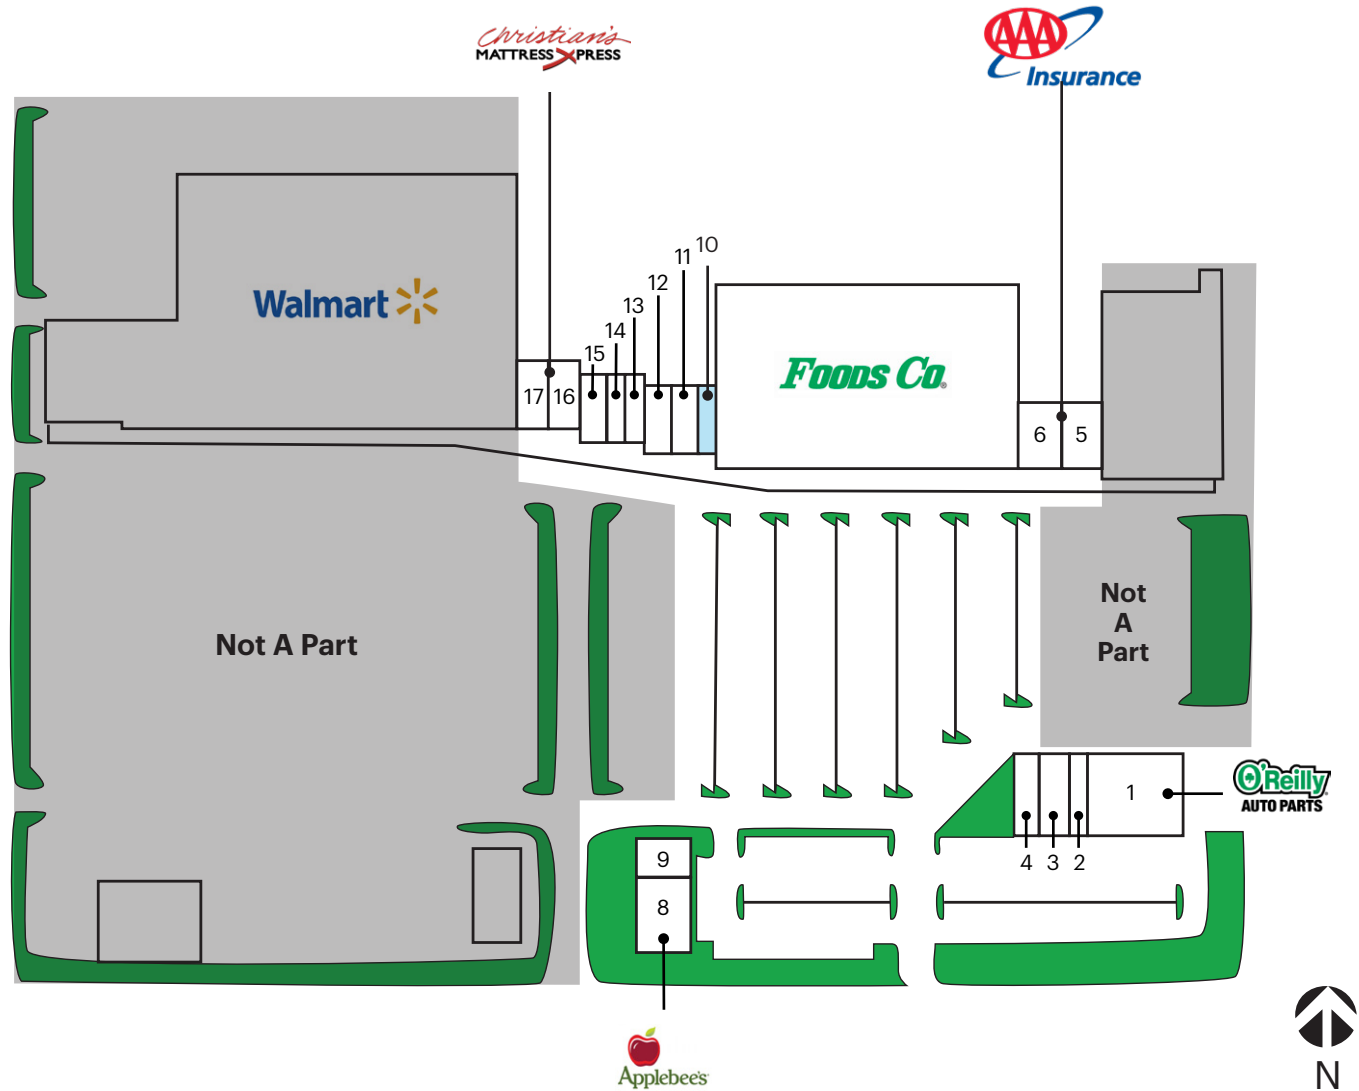 Christian's
MATTRESS XPRESS
AAA
Insurance
Walmart
10
11
12
13
14
15
17 16
Foods Co.
6 5
Not A Part
Not
A
Part
1
O'Reilly
AUTO PARTS
4 3 2
9
8
Applebee's
N